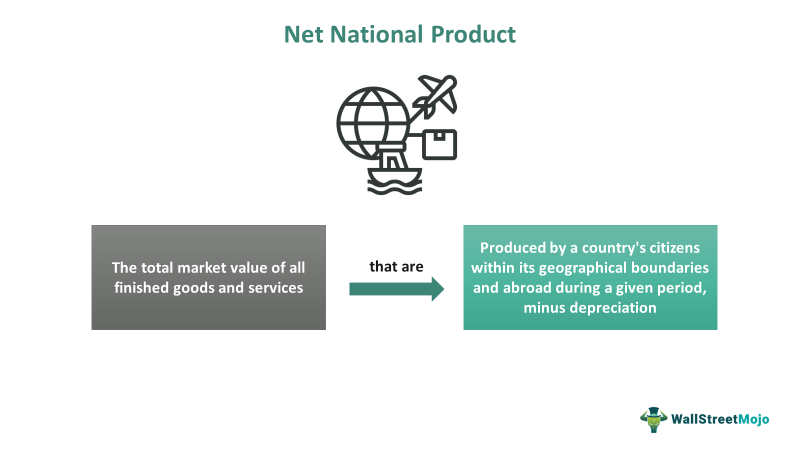 Net National Product
The total market value of all
finished goods and services
that are
Produced by a country's citizens
within its geographical boundaries
and abroad during a given period,
minus depreciation
WallStreetMojo